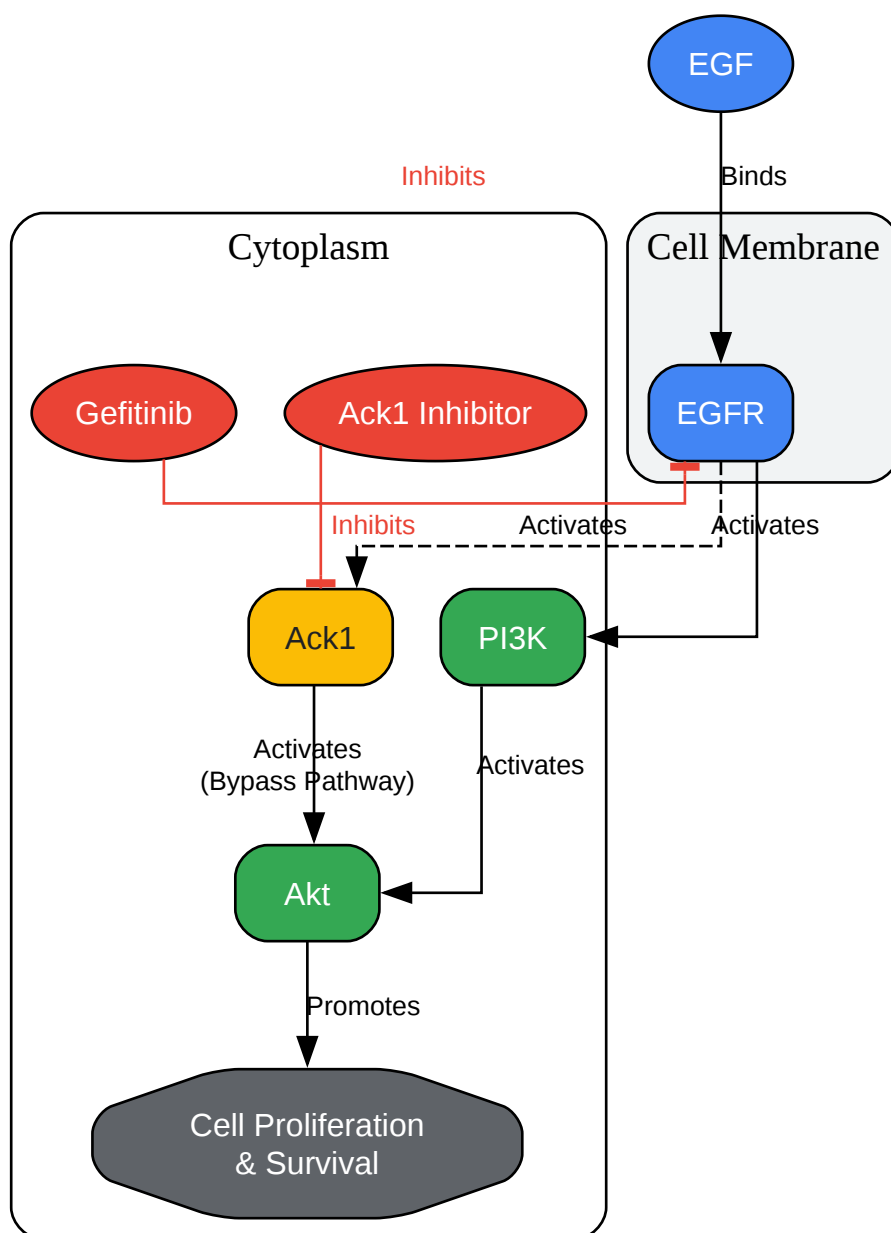 EGF
Inhibits
Binds
Cytoplasm
Cell Membrane
Gefitinib
Ack1 Inhibitor
EGFR
Inhibits
Activates
Activates
Ack1
PI3K
Activates
(Bypass Pathway)
Activates
Akt
Promotes
Cell Proliferation
& Survival